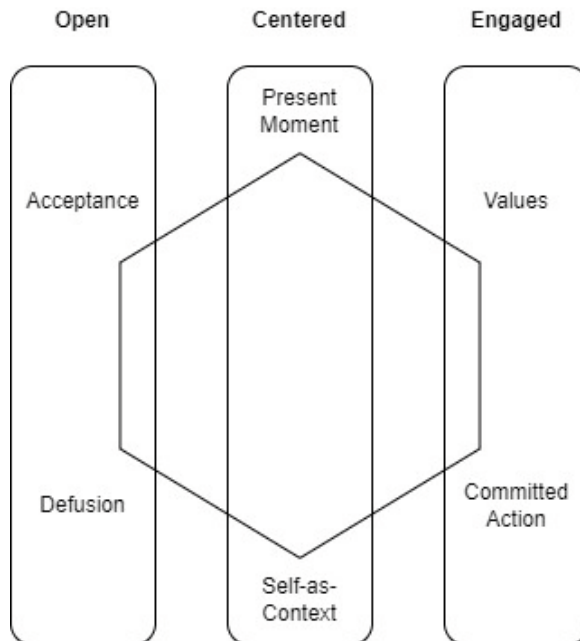 Open
Centered
Engaged
Present
Moment
Acceptance
Values
Defusion
Committed
Action
Self-as-
Context